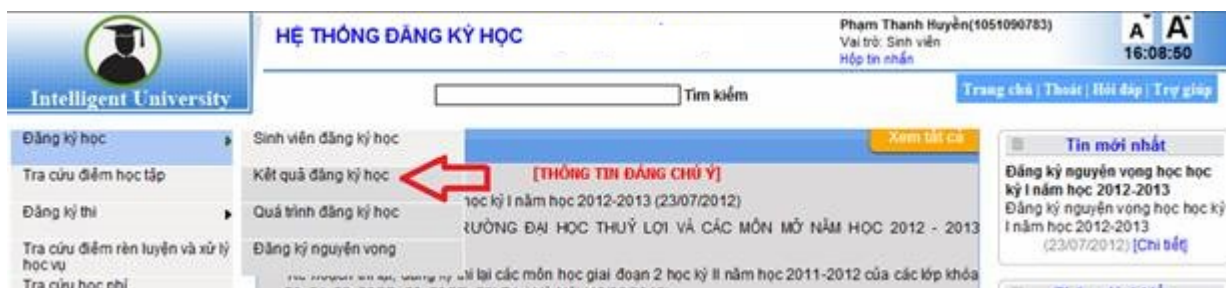 HỆ THỐNG ĐĂNG KÝ HỌC
Phạm Thanh Huyền(1051090783)
Vai trò: Sinh viên
Hộp tin nhắn
A A
16:08:50
Intelligent University
Tìm kiếm
Trang chủ | Thoát | Hỏi đáp | Trợ giúp
Đăng ký học
Tra cứu điểm học tập
Đăng ký thi
Tra cứu điểm rèn luyện và xử lý
học vụ
Tra cứu học phí
Sinh viên đăng ký học
Kết quả đăng ký học
Quá trình đăng ký học
Đăng ký nguyện vọng
Xem tất cả
[THÔNG TIN ĐÁNG CHÚ Ý]
học kỳ I năm học 2012-2013 (23/07/2012)
RƯỜNG ĐẠI HỌC THUỶ LỢI VÀ CÁC MÔN MỞ NĂM HỌC 2012 - 2013
thi lại các môn học giai đoạn 2 học kỳ II năm học 2011-2012 của các lớp khóa
Tin mới nhất
Đăng ký nguyện vọng học học
kỳ I năm học 2012-2013
Đăng ký nguyện vọng học học kỳ
I năm học 2012-2013
(23/07/2012) [Chi tiết]